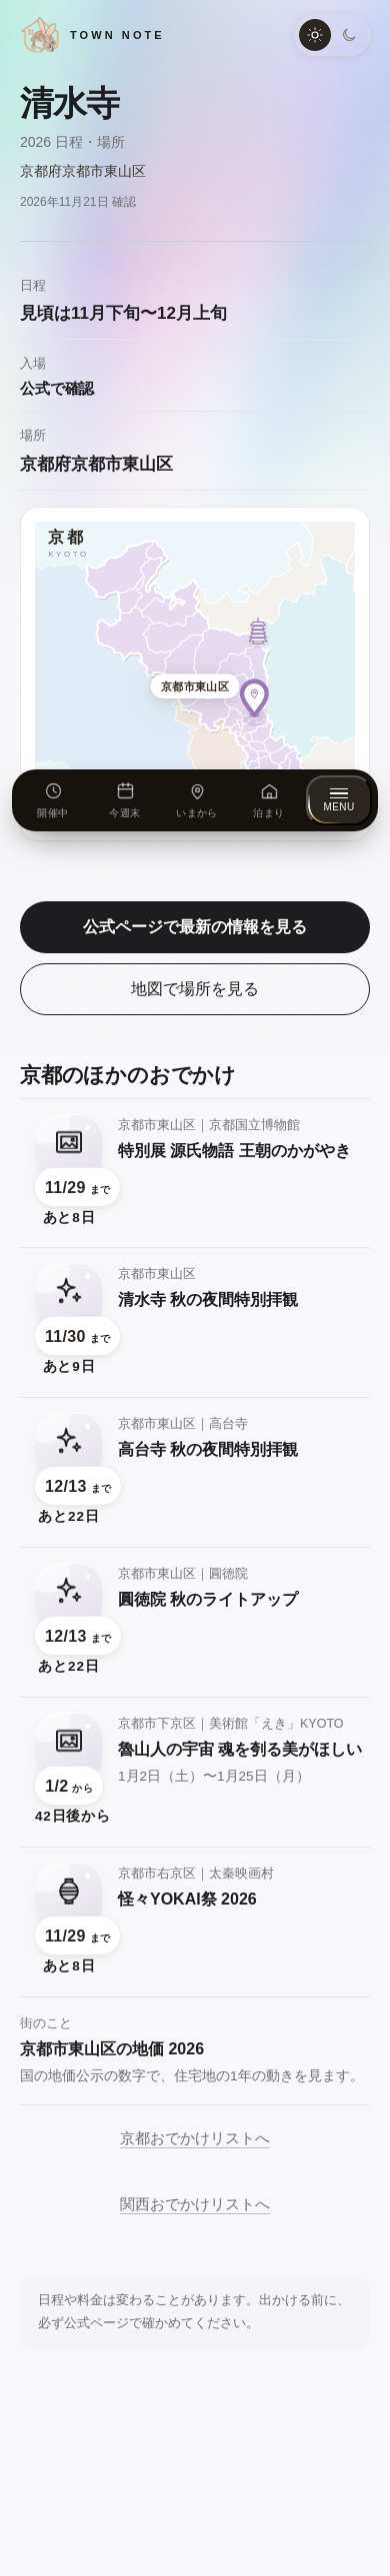 TOWN NOTE
清水寺
2026 日程・場所
京都府京都市東山区
2026年11月21日 確認
日程
見頃は11月下旬〜12月上旬
入場
公式で確認
場所
京都府京都市東山区
京都
KYOTO
京都市東山区
開催中
今週末
いまから
泊まり
MENU
公式ページで最新の情報を見る
地図で場所を見る
京都のほかのおでかけ
京都市東山区｜京都国立博物館
特別展 源氏物語 王朝のかがやき
11/29 まで
あと8日
京都市東山区
清水寺 秋の夜間特別拝観
11/30 まで
あと9日
京都市東山区｜高台寺
高台寺 秋の夜間特別拝観
12/13 まで
あと22日
京都市東山区｜圓徳院
圓徳院 秋のライトアップ
12/13 まで
あと22日
京都市下京区｜美術館「えき」KYOTO
魯山人の宇宙 魂を刳る美がほしい
1月2日（土）〜1月25日（月）
1/2 から
42日後から
京都市右京区｜太秦映画村
怪々YOKAI祭 2026
11/29 まで
あと8日
街のこと
京都市東山区の地価 2026
国の地価公示の数字で、住宅地の1年の動きを見ます。
京都おでかけリストへ
関西おでかけリストへ
日程や料金は変わることがあります。出かける前に、
必ず公式ページで確かめてください。